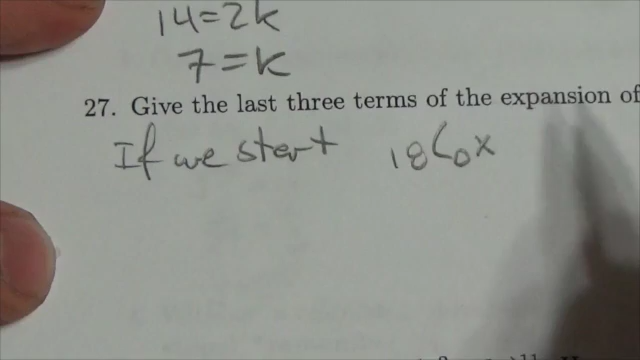 14=2k
7=k
27. Give the last three terms of the expansion of
If we start 18C0x